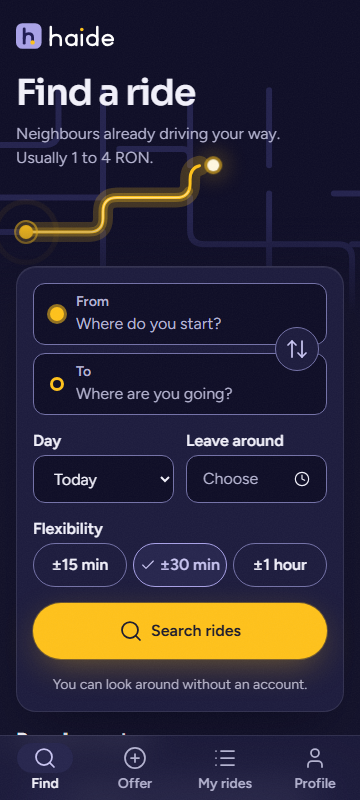 haide
Find a ride
Neighbours already driving your way.
Usually 1 to 4 RON.
From
Where do you start?
To
Where are you going?
Day
Leave around
Today
Choose
Flexibility
±15 min
±30 min
±1 hour
Search rides
You can look around without an account.
Find
Offer
My rides
Profile